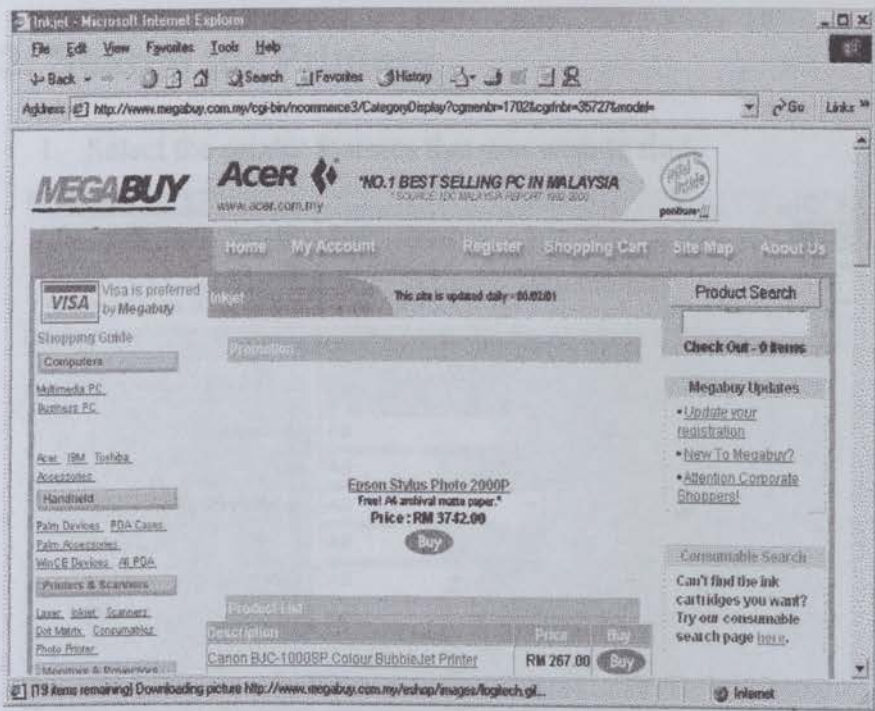 Inkjet - Microsoft Internet Explorer
File Edit View Favorites Tools Help
Back Search Favorites History
Address http://www.megabuy.com.my/cgi-bin/ncommerce3/CategoryDisplay?cgmenbr=1702&cgrfnbr=35727&model= Go Links
MEGABUY
Acer
www.acer.com.my
"NO.1 BEST SELLING PC IN MALAYSIA
intel inside
pentium
Home My Account Register Shopping Cart Site Map About Us
VISA
Visa is preferred
by Megabuy
Shopping Guide
Computers
Multimedia PC
Business PC
Acer IBM Toshiba
Accessories
Handheld
Palm Devices PDA Cases
Palm Accessories
WinCE Devices All PDA
Printers & Scanners
Laser Inkjet Scanners
Dot Matrix Consumables
Photo Printer
Monitors & Projectors
Inkjet
This site is updated daily - 06/02/01
Promotion
Epson Stylus Photo 2000P
Free! A4 archival matte paper.*
Price : RM 3742.00
Buy
Product List
Description Price Buy
Canon BJC-1000SP Colour BubbleJet Printer RM 267.00 Buy
Product Search
Check Out - 0 Items
Megabuy Updates
•Update your
registration
•New To Megabuy?
•Attention Corporate
Shoppers!
Consumable Search
Can't find the ink
cartridges you want?
Try our consumable
search page here.
[19 items remaining] Downloading picture http://www.megabuy.com.my/eshop/images/logitech.gif... Internet